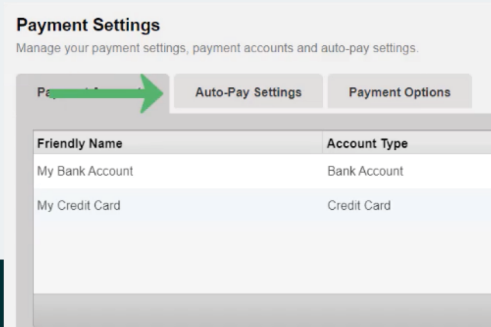 Payment Settings
Manage your payment settings, payment accounts and auto-pay settings.
Auto-Pay Settings
Payment Options
Friendly Name
Account Type
My Bank Account
Bank Account
My Credit Card
Credit Card